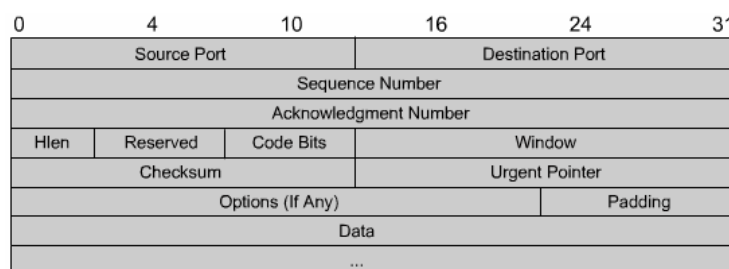 0 4 10 16 24 31
Source Port Destination Port
Sequence Number
Acknowledgment Number
Hlen Reserved Code Bits Window
Checksum Urgent Pointer
Options (If Any) Padding
Data
...